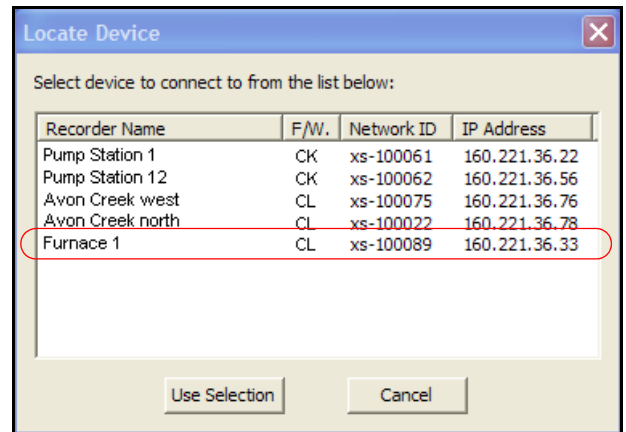 Locate Device
Select device to connect to from the list below:
Recorder Name F/W. Network ID IP Address
Pump Station 1 CK xs-100061 160.221.36.22
Pump Station 12 CK xs-100062 160.221.36.56
Avon Creek west CL xs-100075 160.221.36.76
Avon Creek north CL xs-100022 160.221.36.78
Furnace 1 CL xs-100089 160.221.36.33
Use Selection Cancel